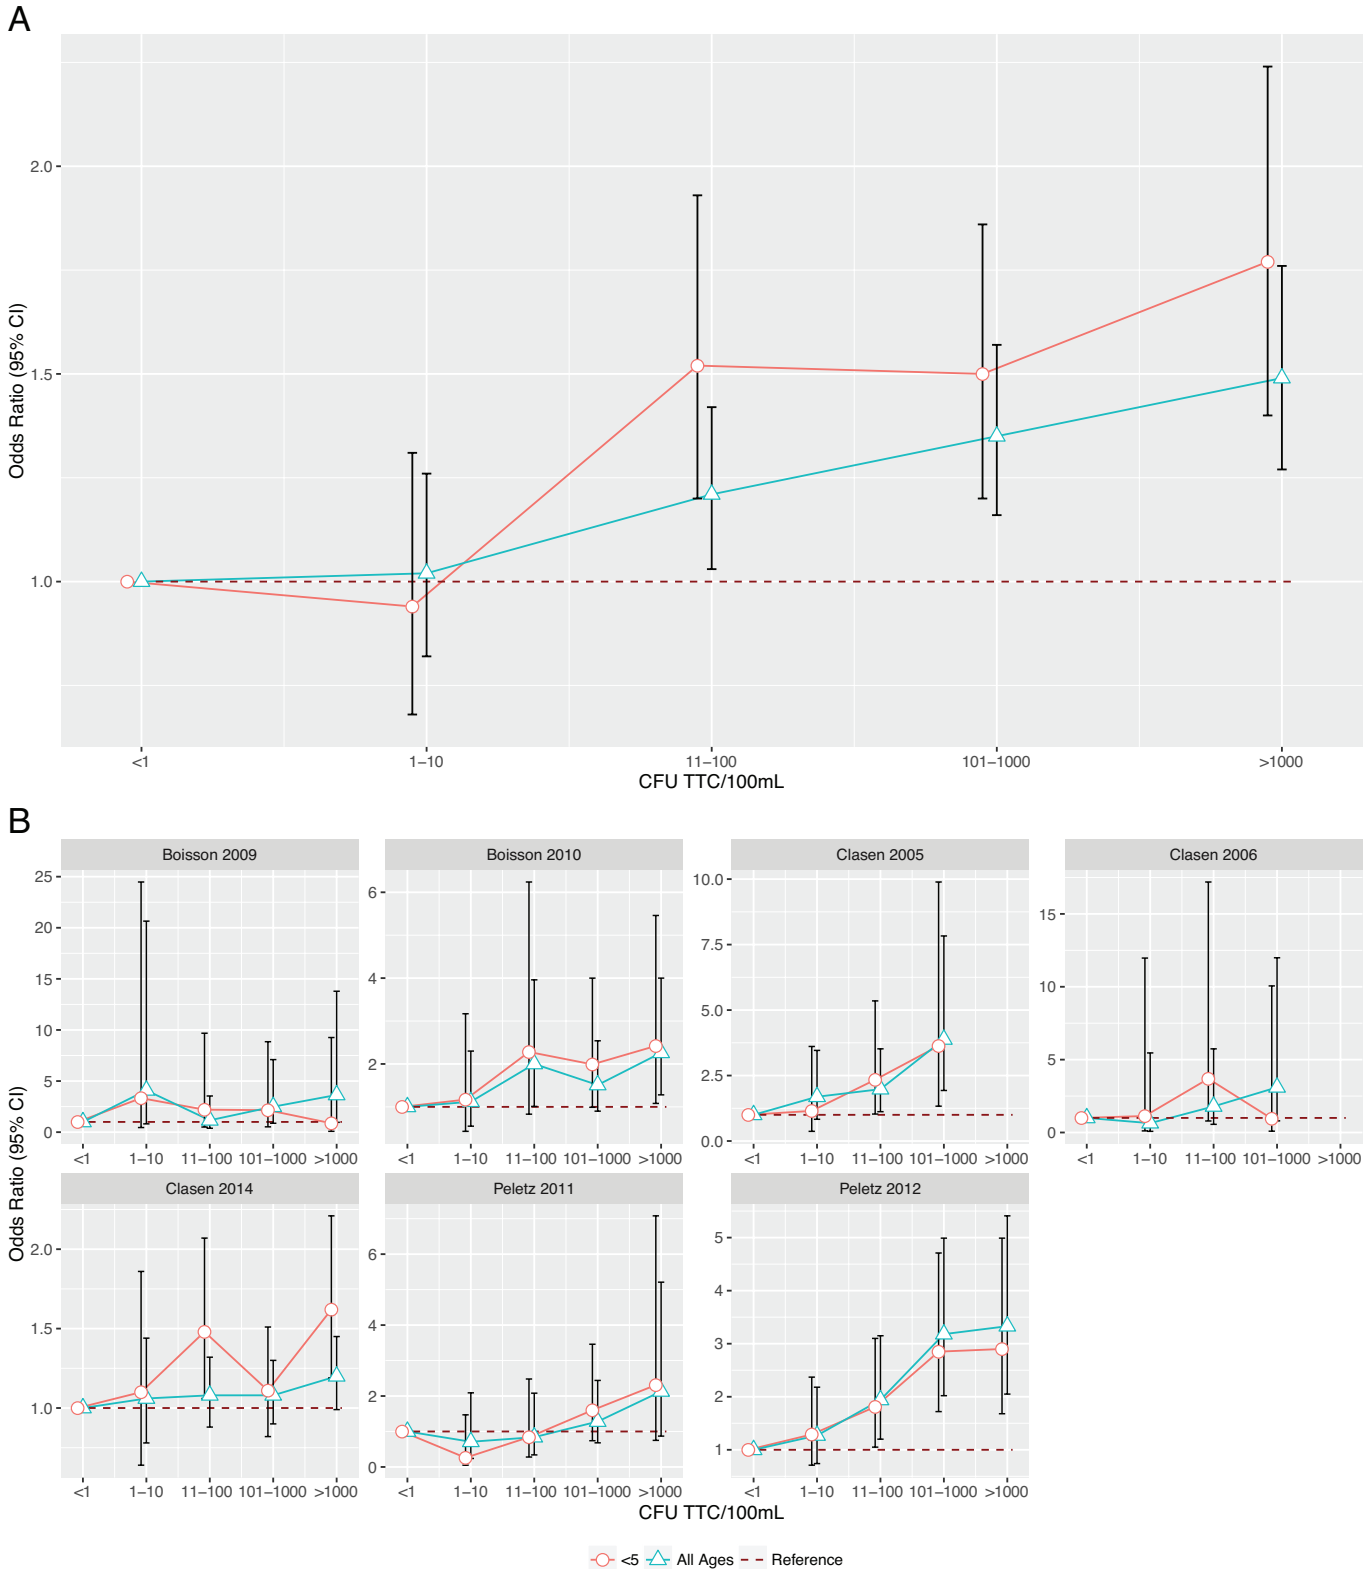 A
Odds Ratio (95% CI)
2.0
1.5
1.0
<1 1–10 11–100 101–1000 >1000
CFU TTC/100mL
B
Odds Ratio (95% CI)
Boisson 2009 Boisson 2010 Clasen 2005 Clasen 2006
25
20
15
10
5
0
6
4
2
10.0
7.5
5.0
2.5
0.0
15
10
5
0
<1 1–10 11–100 101–1000 >1000 <1 1–10 11–100 101–1000 >1000 <1 1–10 11–100 101–1000 >1000 <1 1–10 11–100 101–1000 >1000
Clasen 2014 Peletz 2011 Peletz 2012
2.0
1.5
1.0
6
4
2
0
5
4
3
2
1
<1 1–10 11–100 101–1000 >1000 <1 1–10 11–100 101–1000 >1000 <1 1–10 11–100 101–1000 >1000
CFU TTC/100mL
<5 All Ages Reference